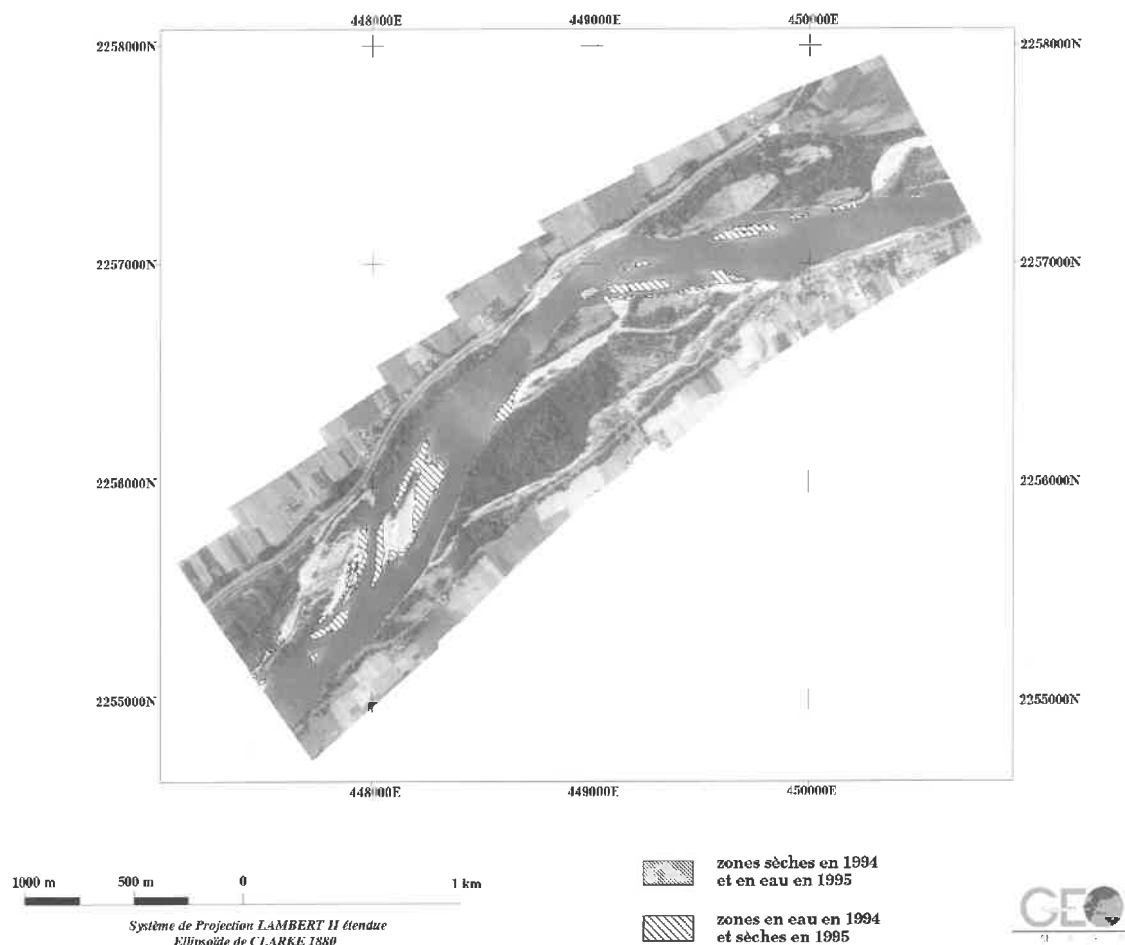 448000E 449000E 450000E
2258000N 2258000N
2257000N 2257000N
2256000N 2256000N
2255000N 2255000N
448000E 449000E 450000E
1000 m 500 m 0 1 km
Système de Projection LAMBERT II étendue
Ellipsoïde de CLARKE 1880
zones sèches en 1994
et en eau en 1995
zones en eau en 1994
et sèches en 1995
GEO